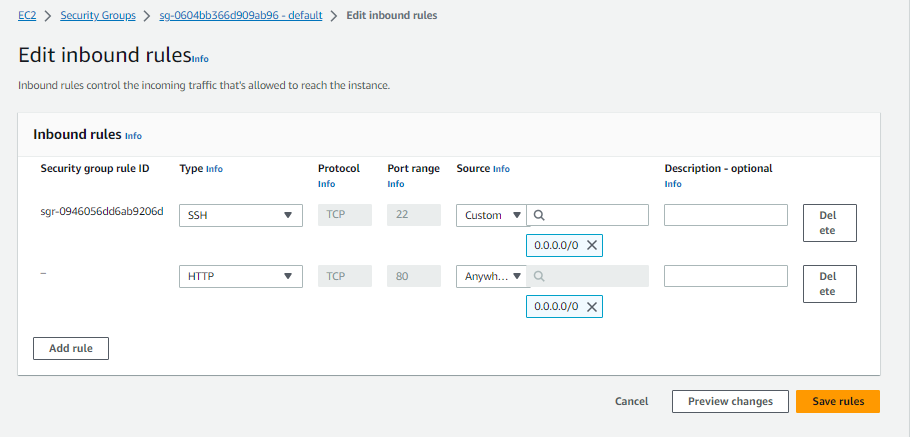 EC2 > Security Groups > sg-0604bb366d909ab96 - default > Edit inbound rules
Edit inbound rules Info
Inbound rules control the incoming traffic that's allowed to reach the instance.
Inbound rules Info
Security group rule ID Type Info Protocol Info Port range Info Source Info Description - optional Info
sgr-0946056dd6ab9206d SSH TCP 22 Custom Delete
0.0.0.0/0
– HTTP TCP 80 Anywh... Delete
0.0.0.0/0
Add rule
Cancel Preview changes Save rules